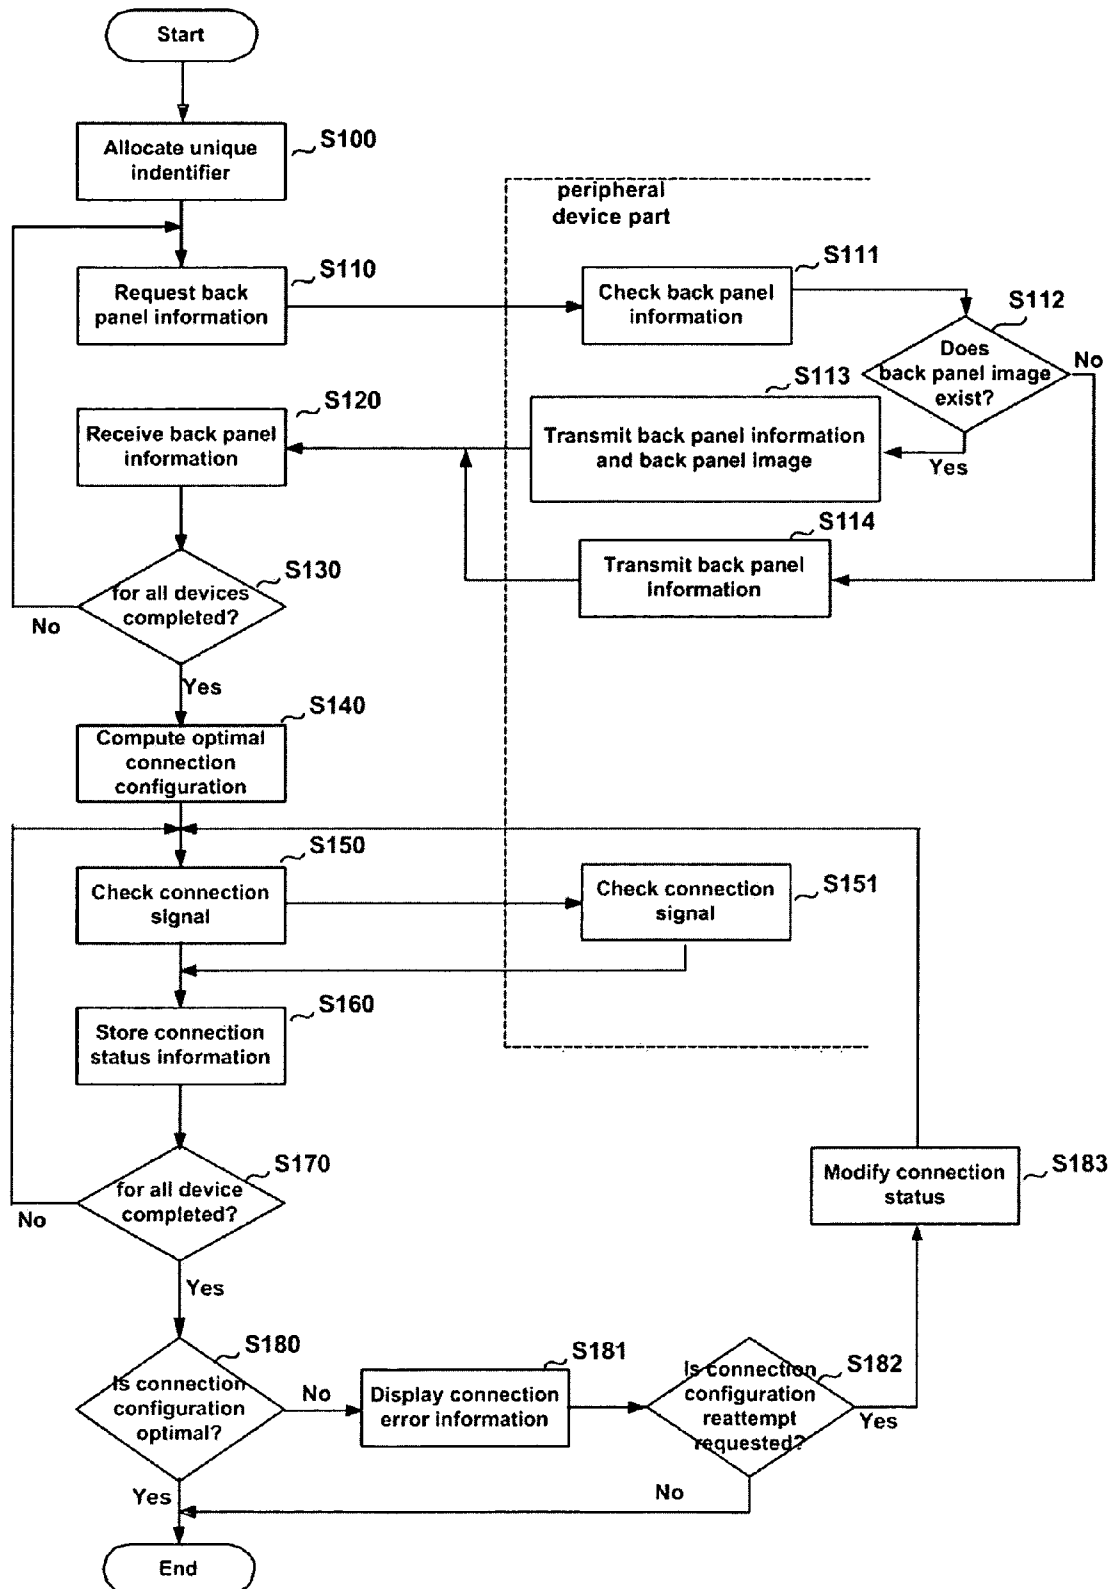 Start
S100
Allocate unique
indentifier
peripheral
device part
S110
Request back
panel information
S111
Check back panel
information
S112
Does
back panel image
exist?
No
Yes
S113
Transmit back panel information
and back panel image
S120
Receive back panel
information
S114
Transmit back panel
information
S130
for all devices
completed?
No
Yes
S140
Compute optimal
connection
configuration
S150
Check connection
signal
S151
Check connection
signal
S160
Store connection
status information
S170
for all device
completed?
No
Yes
S183
Modify connection
status
S180
Is connection
configuration
optimal?
No
Yes
S181
Display connection
error information
S182
Is connection
configuration
reattempt
requested?
Yes
No
End